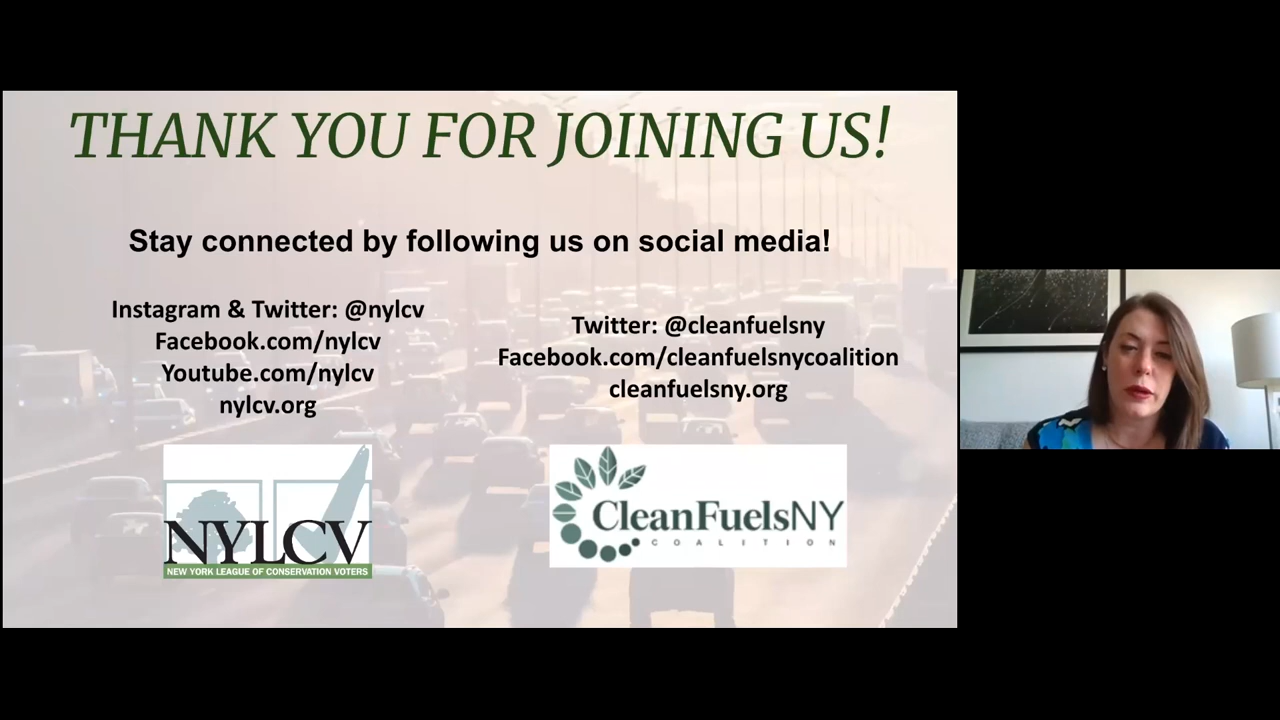 THANK YOU FOR JOINING US!
Stay connected by following us on social media!
Instagram & Twitter: @nylcv
Facebook.com/nylcv
Youtube.com/nylcv
nylcv.org
Twitter: @cleanfuelsny
Facebook.com/cleanfuelsnycoalition
cleanfuelsny.org
NYLCV
NEW YORK LEAGUE OF CONSERVATION VOTERS
CleanFuelsNY
COALITION